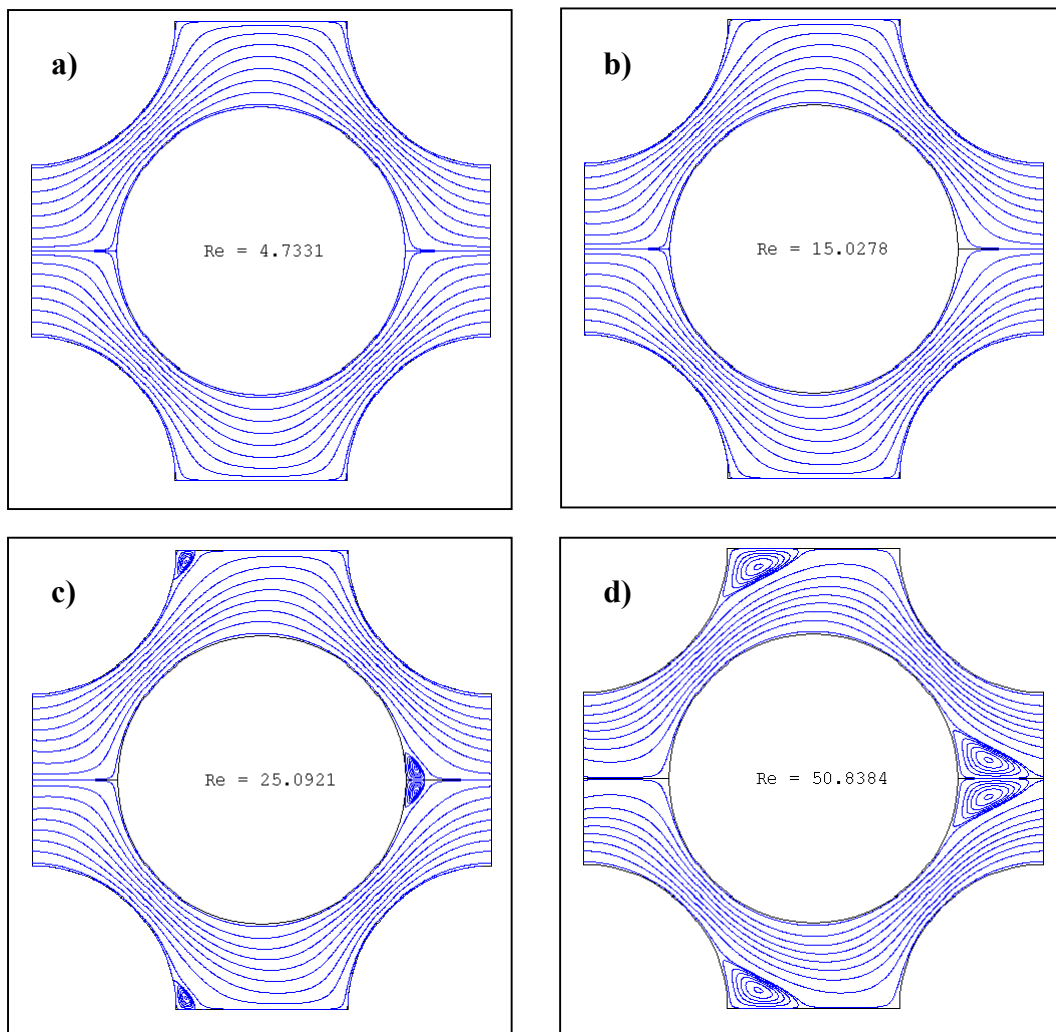 a)
Re = 4.7331
b)
Re = 15.0278
c)
Re = 25.0921
d)
Re = 50.8384